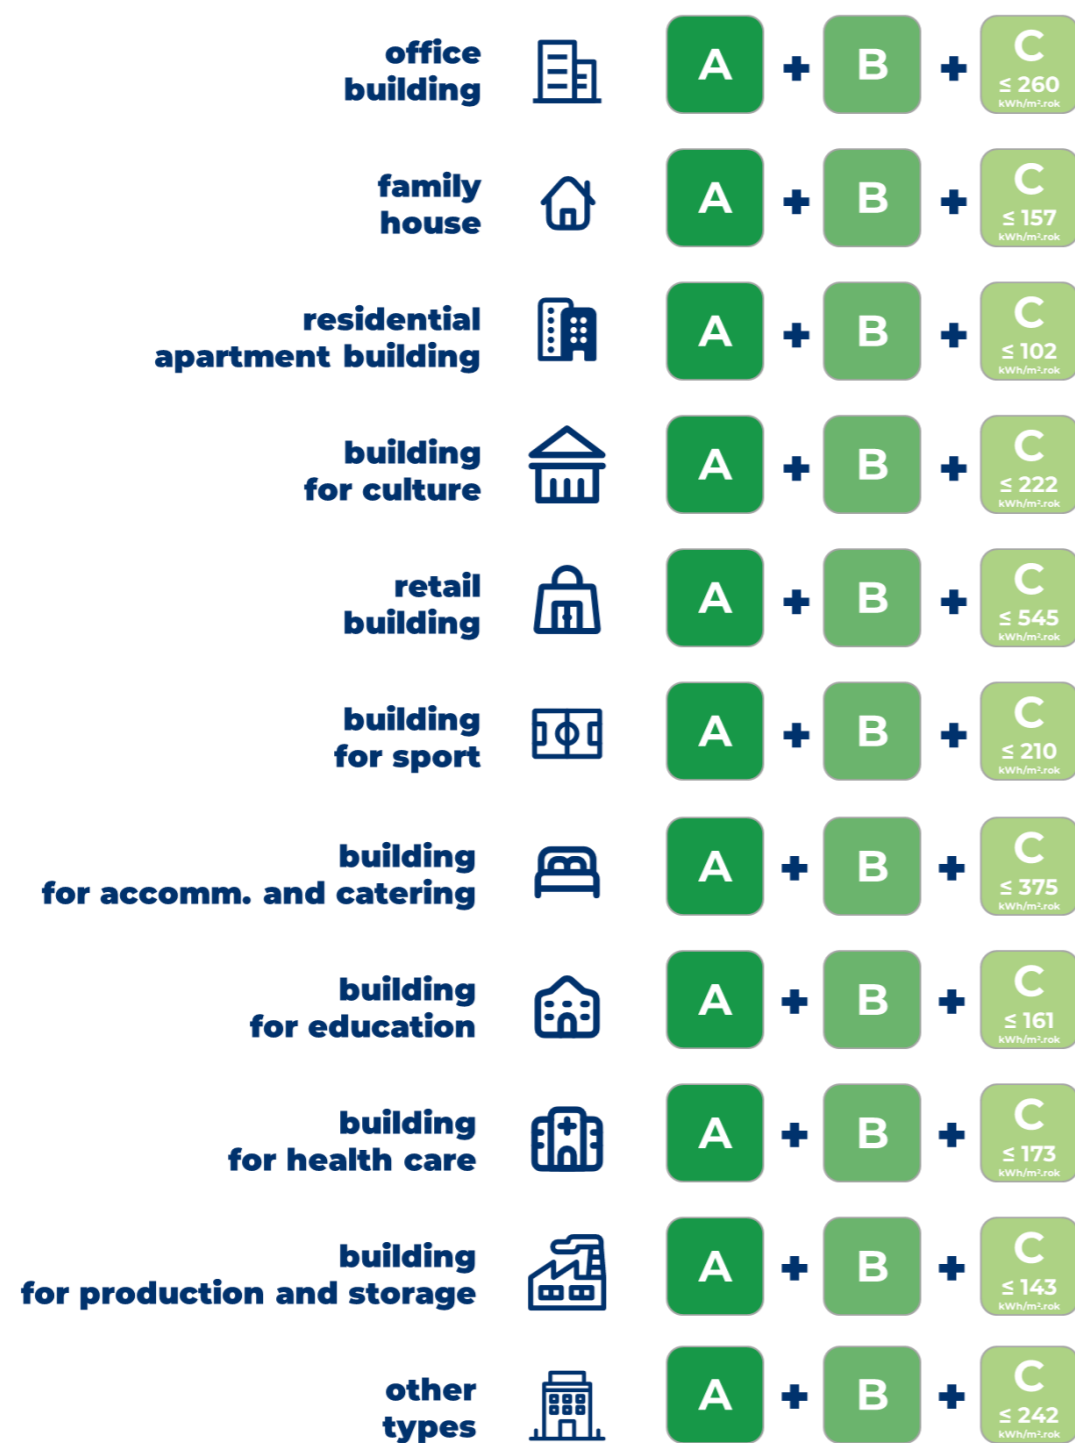 office
building
A + B + C
≤ 260
kWh/m².rok
family
house
A + B + C
≤ 157
kWh/m².rok
residential
apartment building
A + B + C
≤ 102
kWh/m².rok
building
for culture
A + B + C
≤ 222
kWh/m².rok
retail
building
A + B + C
≤ 545
kWh/m².rok
building
for sport
A + B + C
≤ 210
kWh/m².rok
building
for accomm. and catering
A + B + C
≤ 375
kWh/m².rok
building
for education
A + B + C
≤ 161
kWh/m².rok
building
for health care
A + B + C
≤ 173
kWh/m².rok
building
for production and storage
A + B + C
≤ 143
kWh/m².rok
other
types
A + B + C
≤ 242
kWh/m².rok